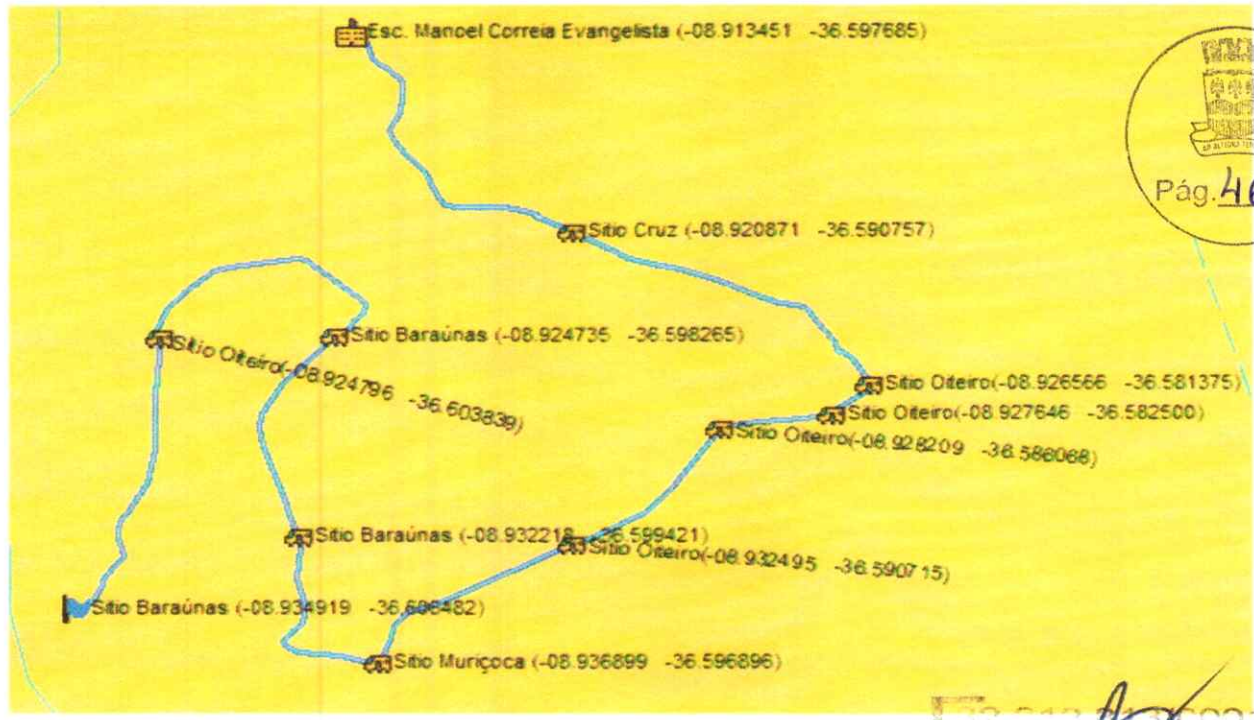 Esc. Manoel Correia Evangelista (-08.913451 -36.597685)
Pág.
Sitio Cruz (-08.920871 -36.590757)
Sitio Baraúnas (-08.924735 -36.598265)
Sitio Oiteiro(-08.924796 -36.603839)
Sitio Oiteiro(-08.926566 -36.581375)
Sitio Oiteiro(-08.927646 -36.582500)
Sitio Oiteiro(-08.928209 -36.586068)
Sitio Baraúnas (-08.932218 -36.599421)
Sitio Oiteiro(-08.932495 -36.590715)
Sitio Baraúnas (-08.934919
Sitio Muriçoca (-08.936899 -36.596896)